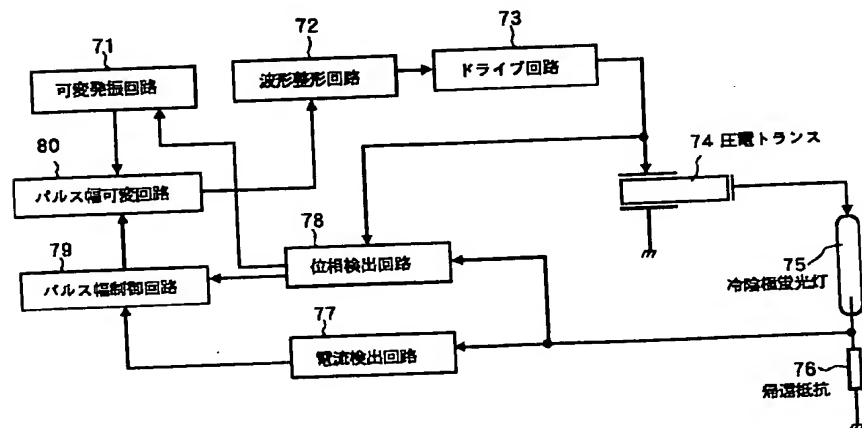 71
可変発振回路
72
波形整形回路
73
ドライブ回路
80
パルス幅可変回路
74 圧電トランス
78
位相検出回路
79
パルス幅制御回路
75
冷陰極蛍光灯
77
電流検出回路
76
帰還抵抗